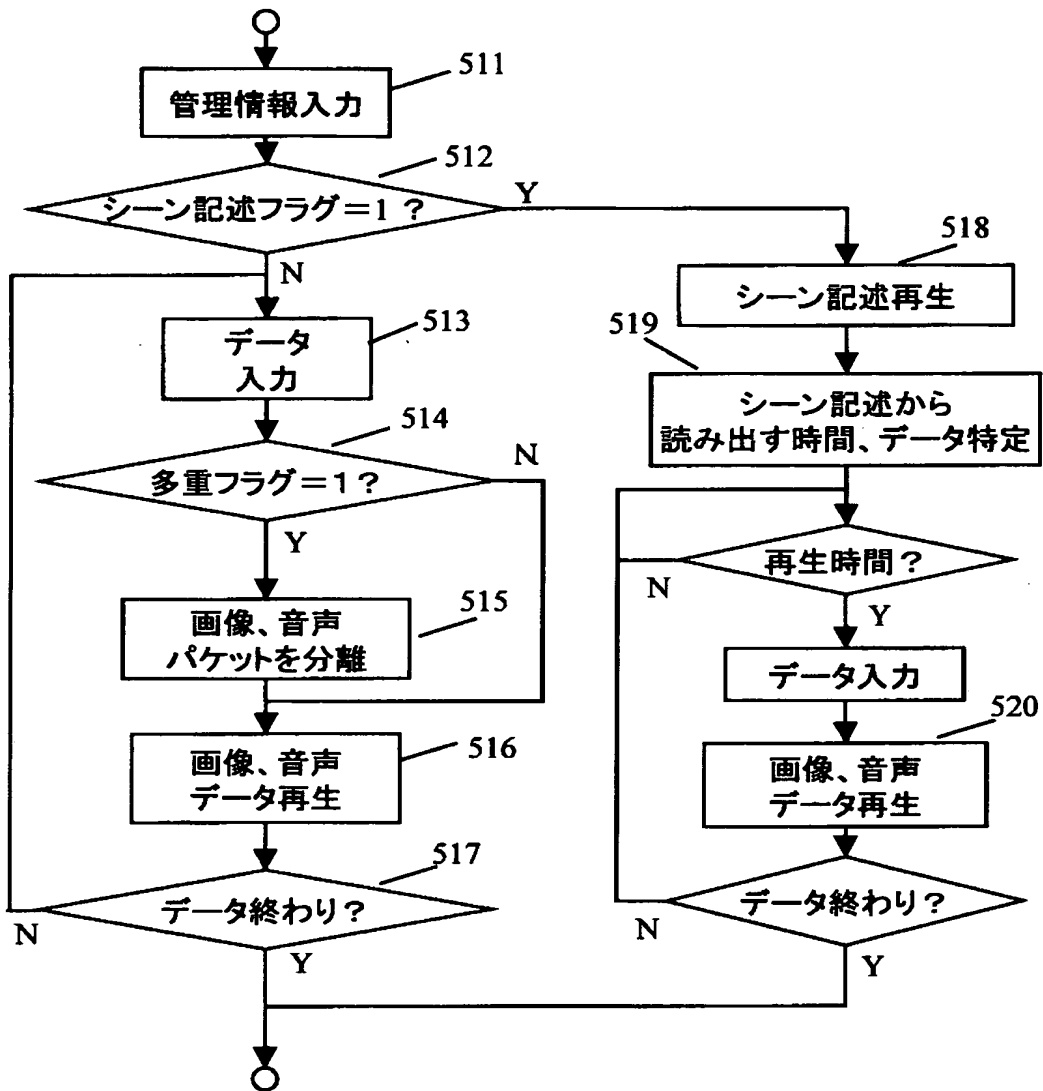 511
管理情報入力
512
シーン記述フラグ＝1？
Y
N
513
データ
入力
514
多重フラグ＝1？
N
Y
515
画像、音声
パケットを分離
516
画像、音声
データ再生
517
データ終わり？
N
Y
518
シーン記述再生
519
シーン記述から
読み出す時間、データ特定
再生時間？
N
Y
データ入力
520
画像、音声
データ再生
データ終わり？
N
Y